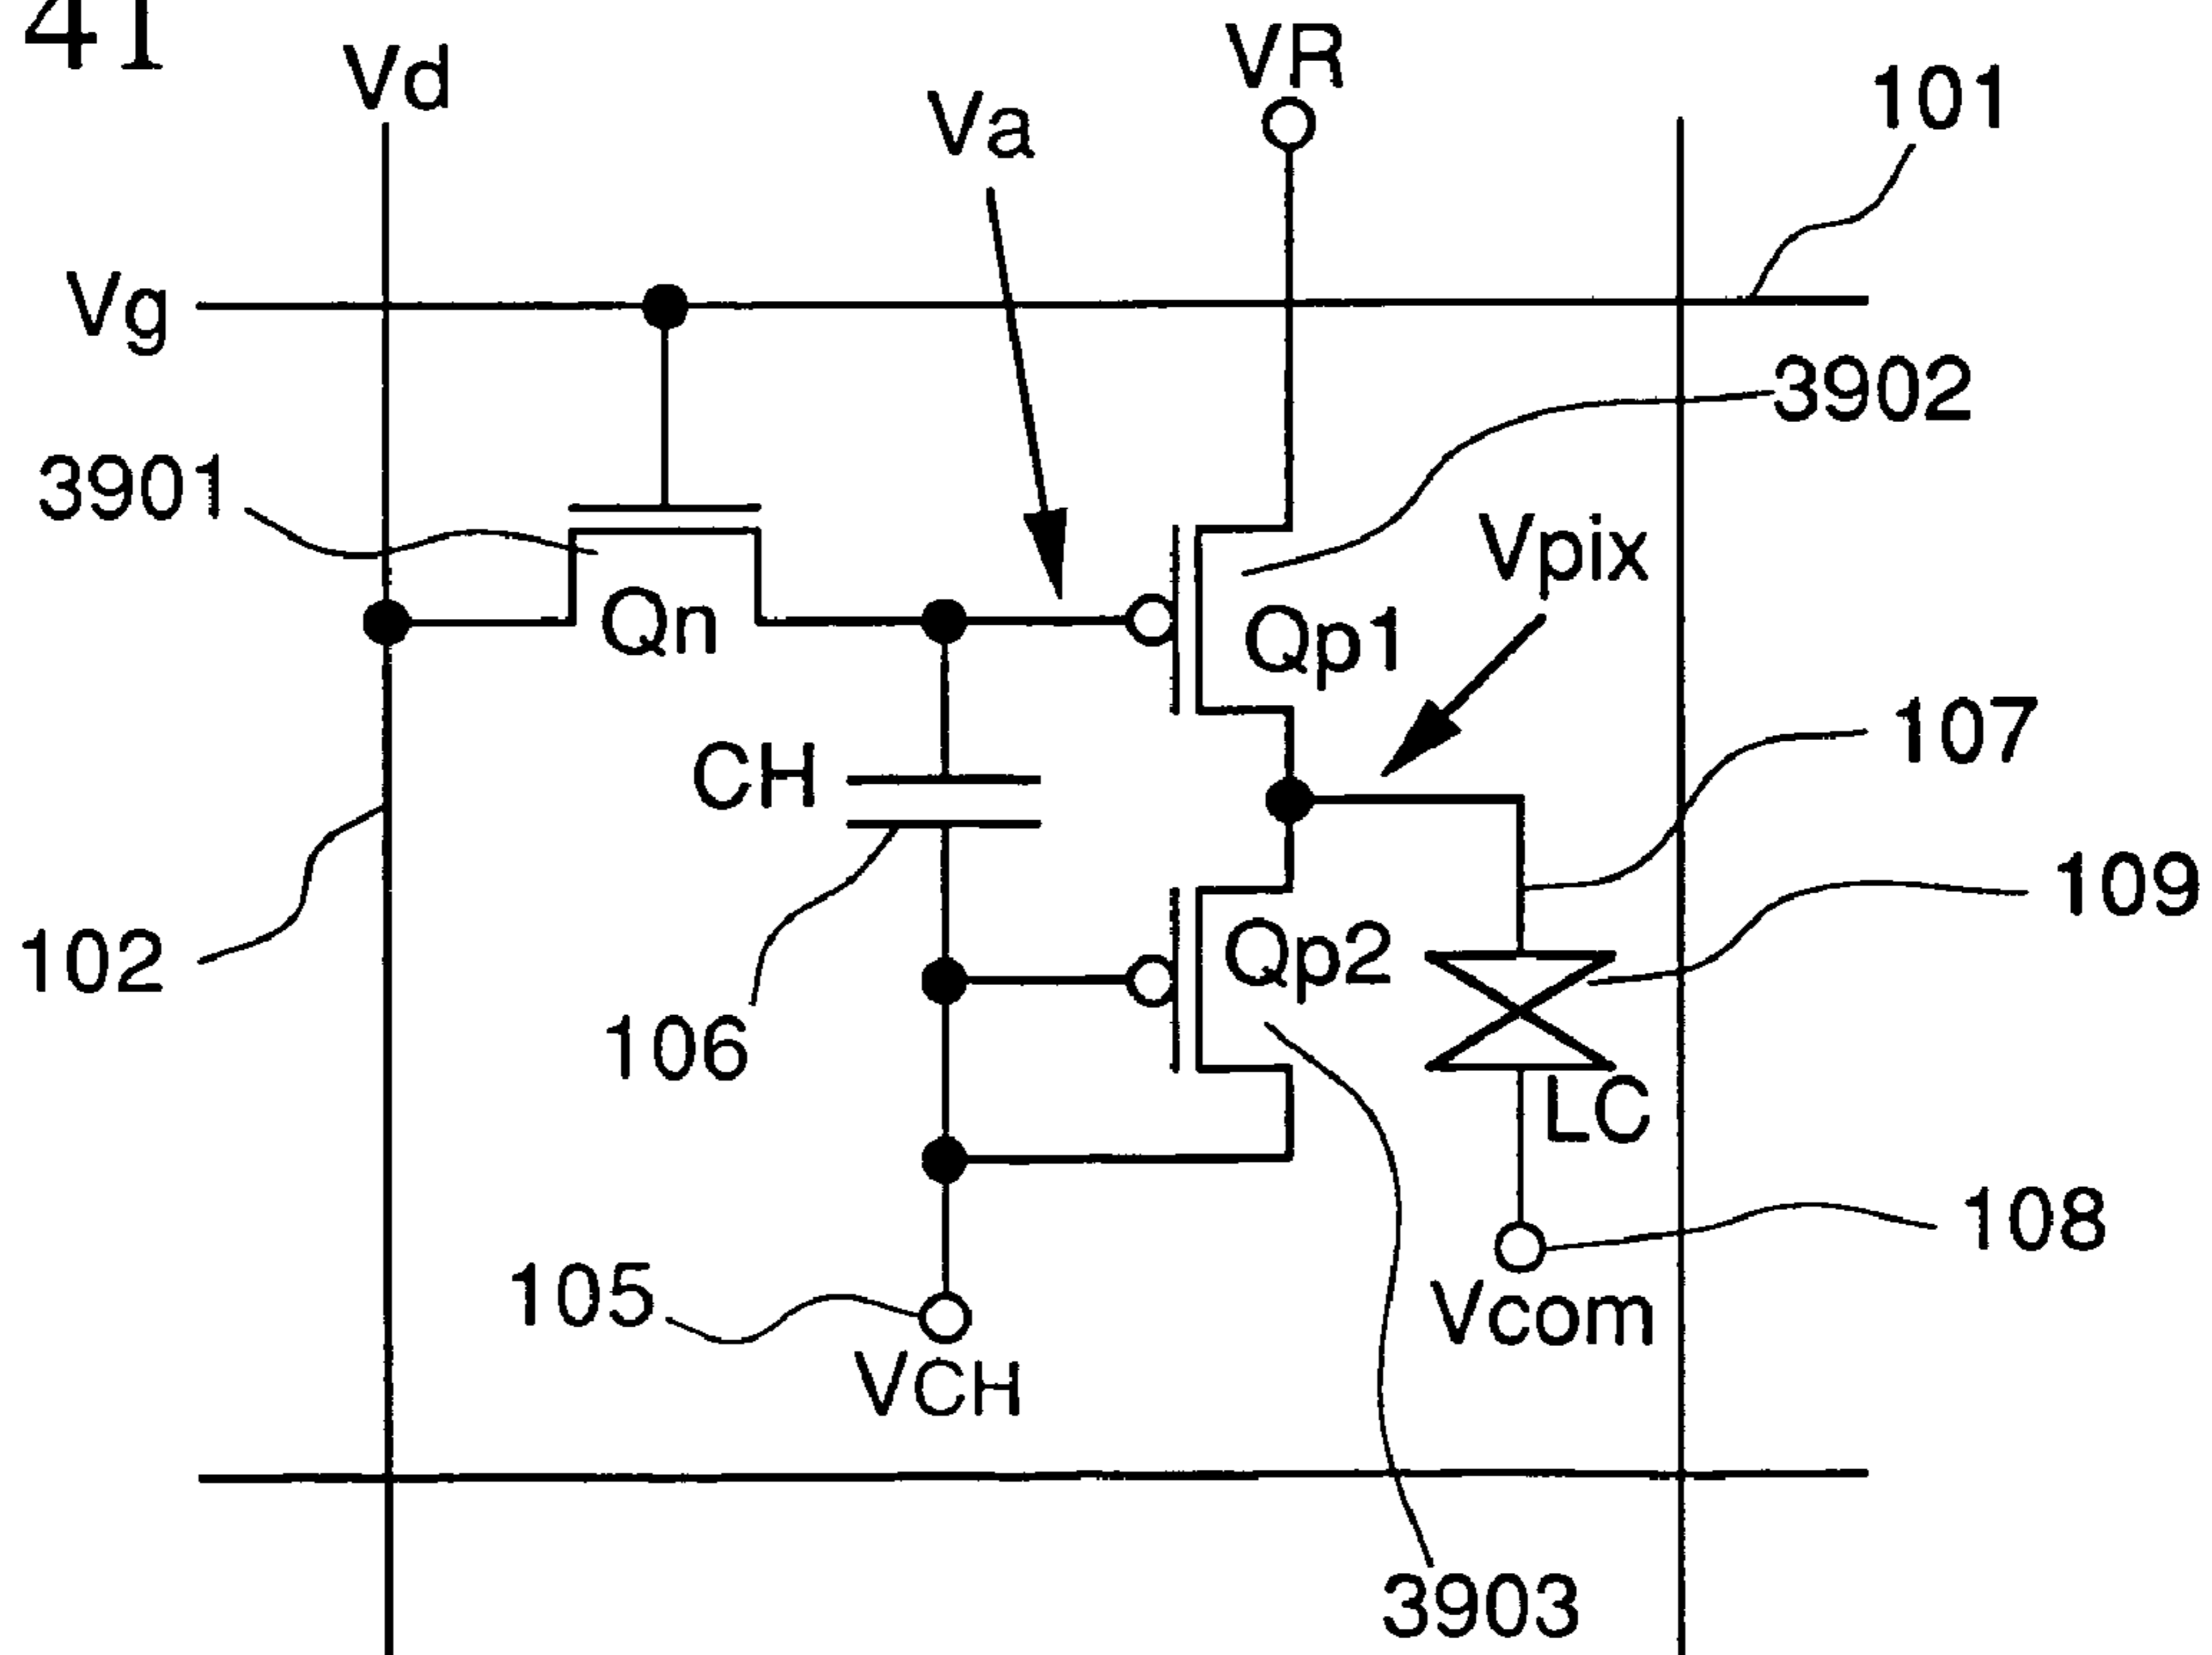 41
Vd
VR
Va
101
Vg
3902
3901
Vpix
Qn
Qp1
107
CH
109
Qp2
102
106
LC
108
105
Vcom
VCH
3903